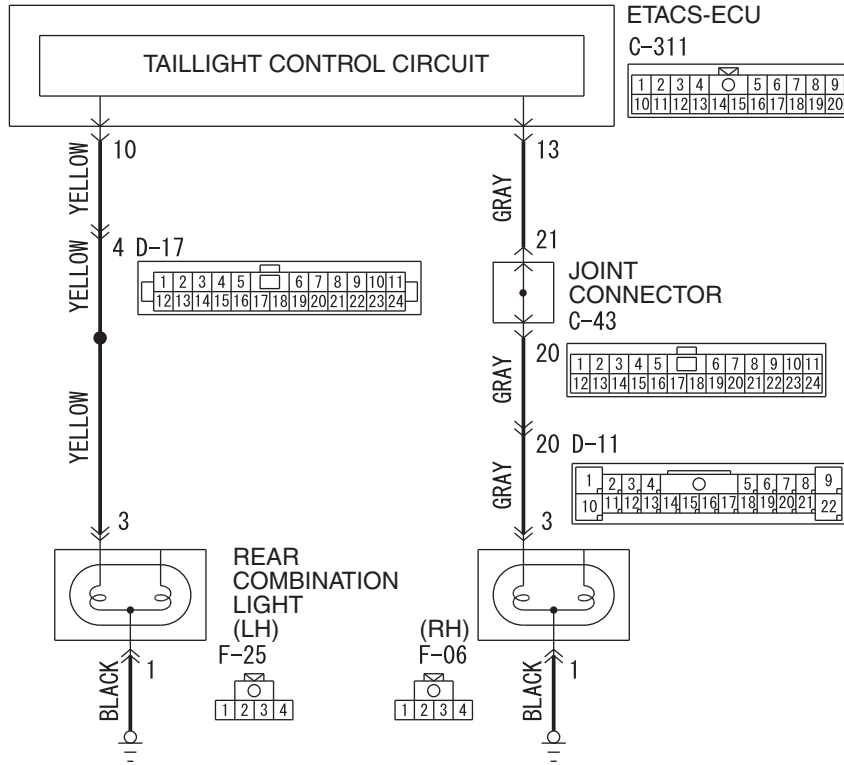 ETACS-ECU
C-311
TAILLIGHT CONTROL CIRCUIT
1 2 3 4 5 6 7 8 9
10 11 12 13 14 15 16 17 18 19 20
10
13
YELLOW
GRAY
4 D-17
21
YELLOW
1 2 3 4 5 6 7 8 9 10 11
12 13 14 15 16 17 18 19 20 21 22 23 24
JOINT
CONNECTOR
C-43
20
GRAY
1 2 3 4 5 6 7 8 9 10 11
12 13 14 15 16 17 18 19 20 21 22 23 24
YELLOW
20 D-11
GRAY
1 2 3 4 5 6 7 8 9
10 11 12 13 14 15 16 17 18 19 20 21 22
3
3
REAR
COMBINATION
LIGHT
(LH)
F-25
(RH)
F-06
1
1
BLACK
BLACK
1 2 3 4
1 2 3 4